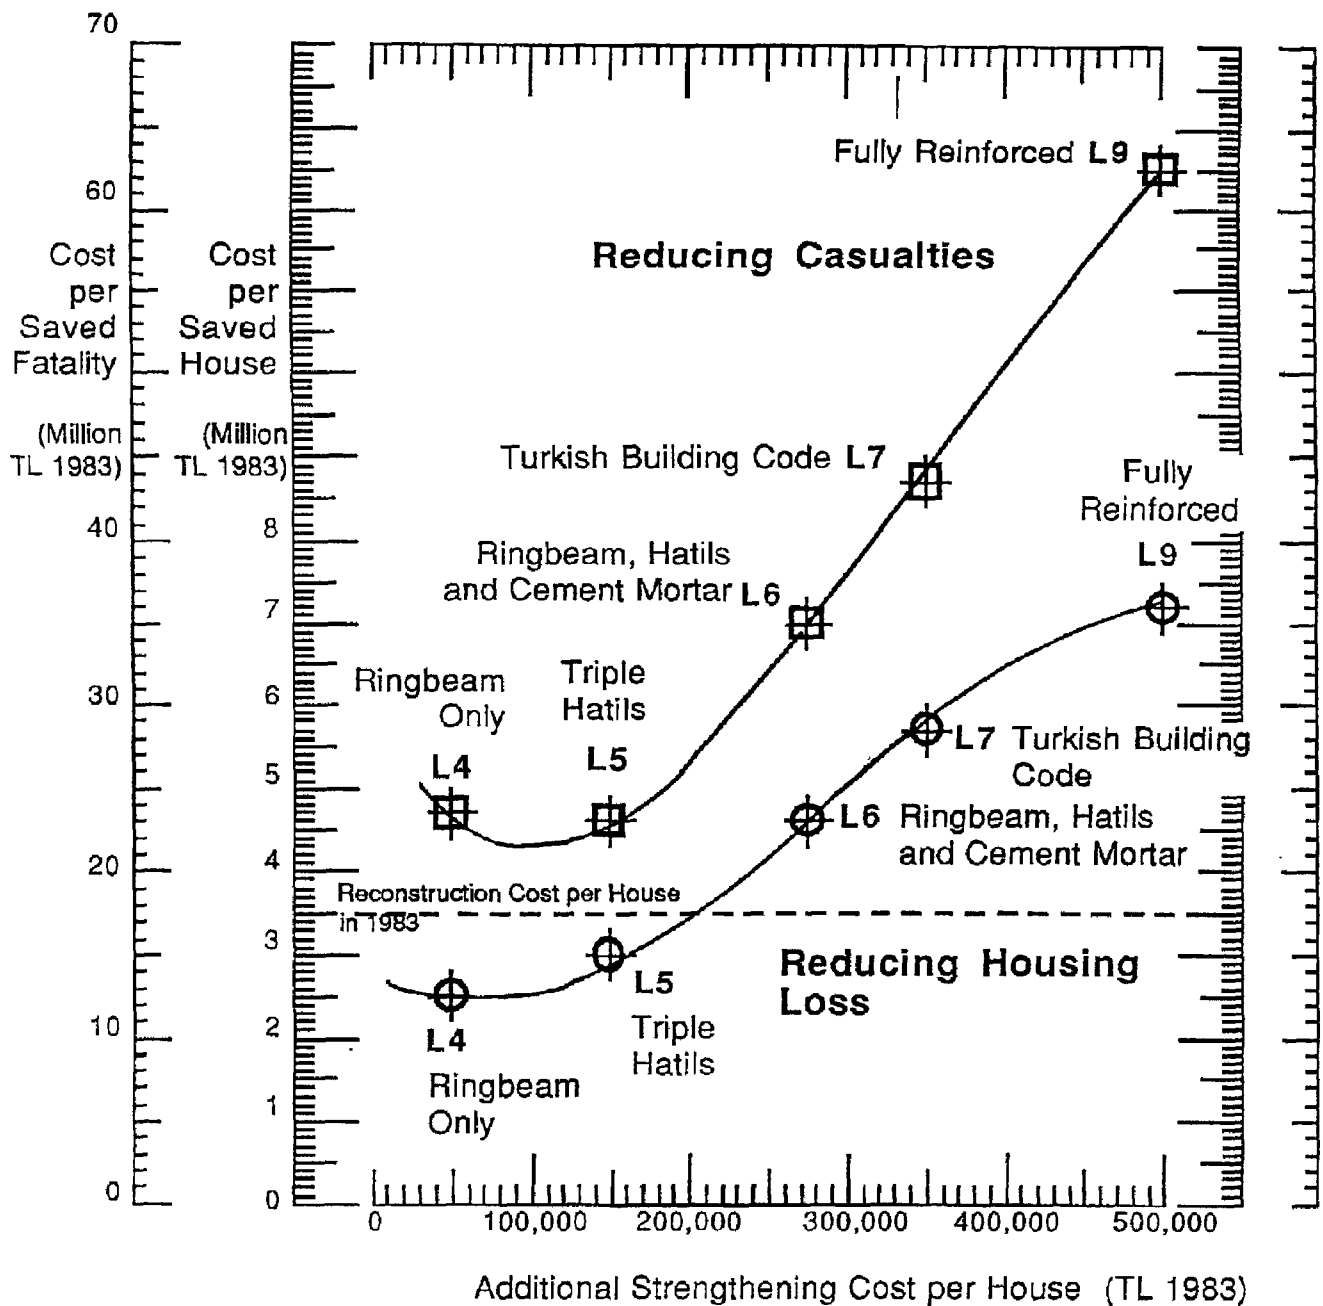 70
60
Cost
per
Saved
Fatality
(Million
TL 1983)
40
30
20
10
0
Cost
per
Saved
House
(Million
TL 1983)
8
7
6
5
4
3
2
1
0
Fully Reinforced L9
Reducing Casualties
Turkish Building Code L7
Ringbeam, Hatils
and Cement Mortar L6
Ringbeam
Only
L4
Triple
Hatils
L5
Fully
Reinforced
L9
L7 Turkish Building
Code
L6 Ringbeam, Hatils
and Cement Mortar
Reconstruction Cost per House
in 1983
Reducing Housing
Loss
L5
Triple
Hatils
L4
Ringbeam
Only
0 100,000 200,000 300,000 400,000 500,000
Additional Strengthening Cost per House (TL 1983)